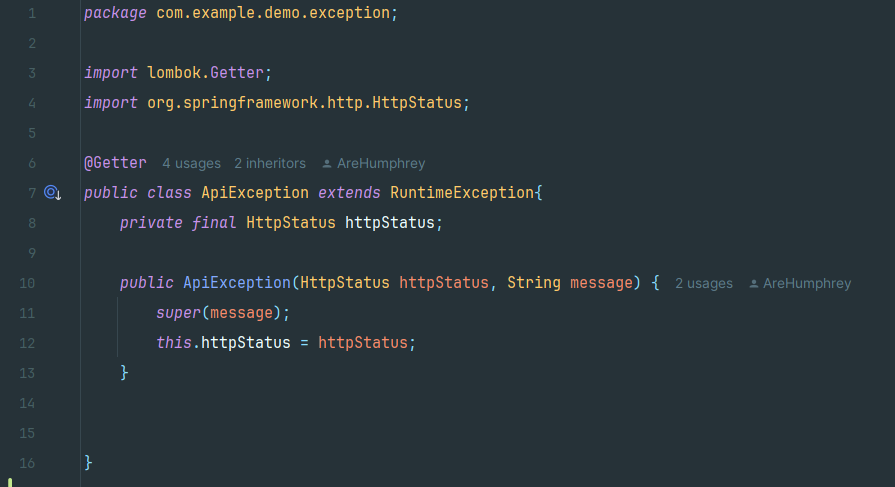 1 package com.example.demo.exception;
2
3 import lombok.Getter;
4 import org.springframework.http.HttpStatus;
5
6 @Getter 4 usages 2 inheritors AreHumphrey
7 public class ApiException extends RuntimeException{
8 private final HttpStatus httpStatus;
9
10 public ApiException(HttpStatus httpStatus, String message) { 2 usages AreHumphrey
11 super(message);
12 this.httpStatus = httpStatus;
13 }
14
15
16 }